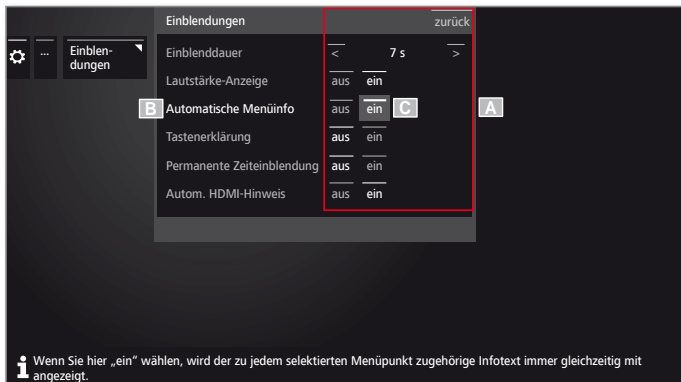 Einblendungen zurück
... Einblen-
dungen
Einblenddauer < 7 s >
Lautstärke-Anzeige aus ein
B Automatische Menüinfo aus ein C A
Tastenerklärung aus ein
Permanente Zeiteinblendung aus ein
Autom. HDMI-Hinweis aus ein
i Wenn Sie hier „ein“ wählen, wird der zu jedem selektierten Menüpunkt zugehörige Infotext immer gleichzeitig mit
angezeigt.